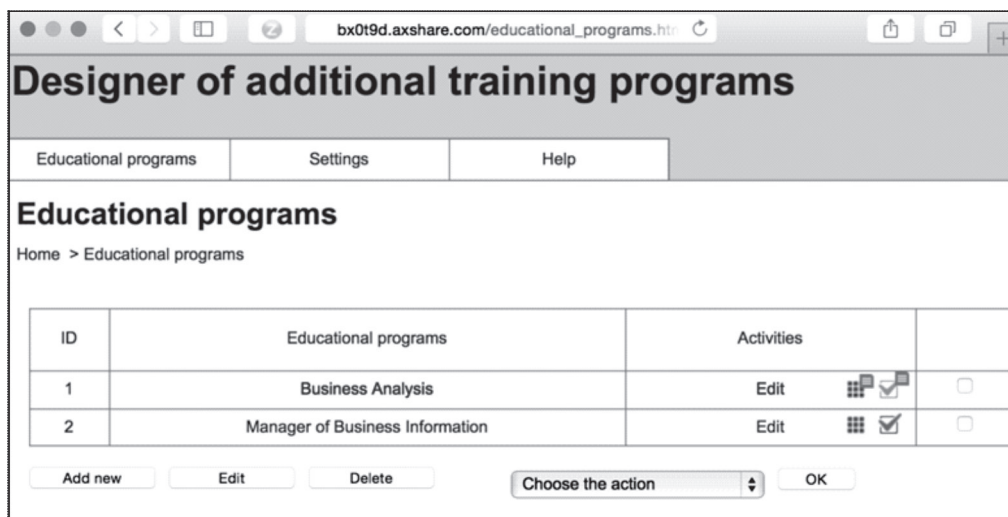 bx0t9d.axshare.com/educational_programs.htm
Designer of additional training programs
Educational programs Settings Help
Educational programs
Home > Educational programs
ID Educational programs Activities
1 Business Analysis Edit
2 Manager of Business Information Edit
Add new Edit Delete Choose the action OK